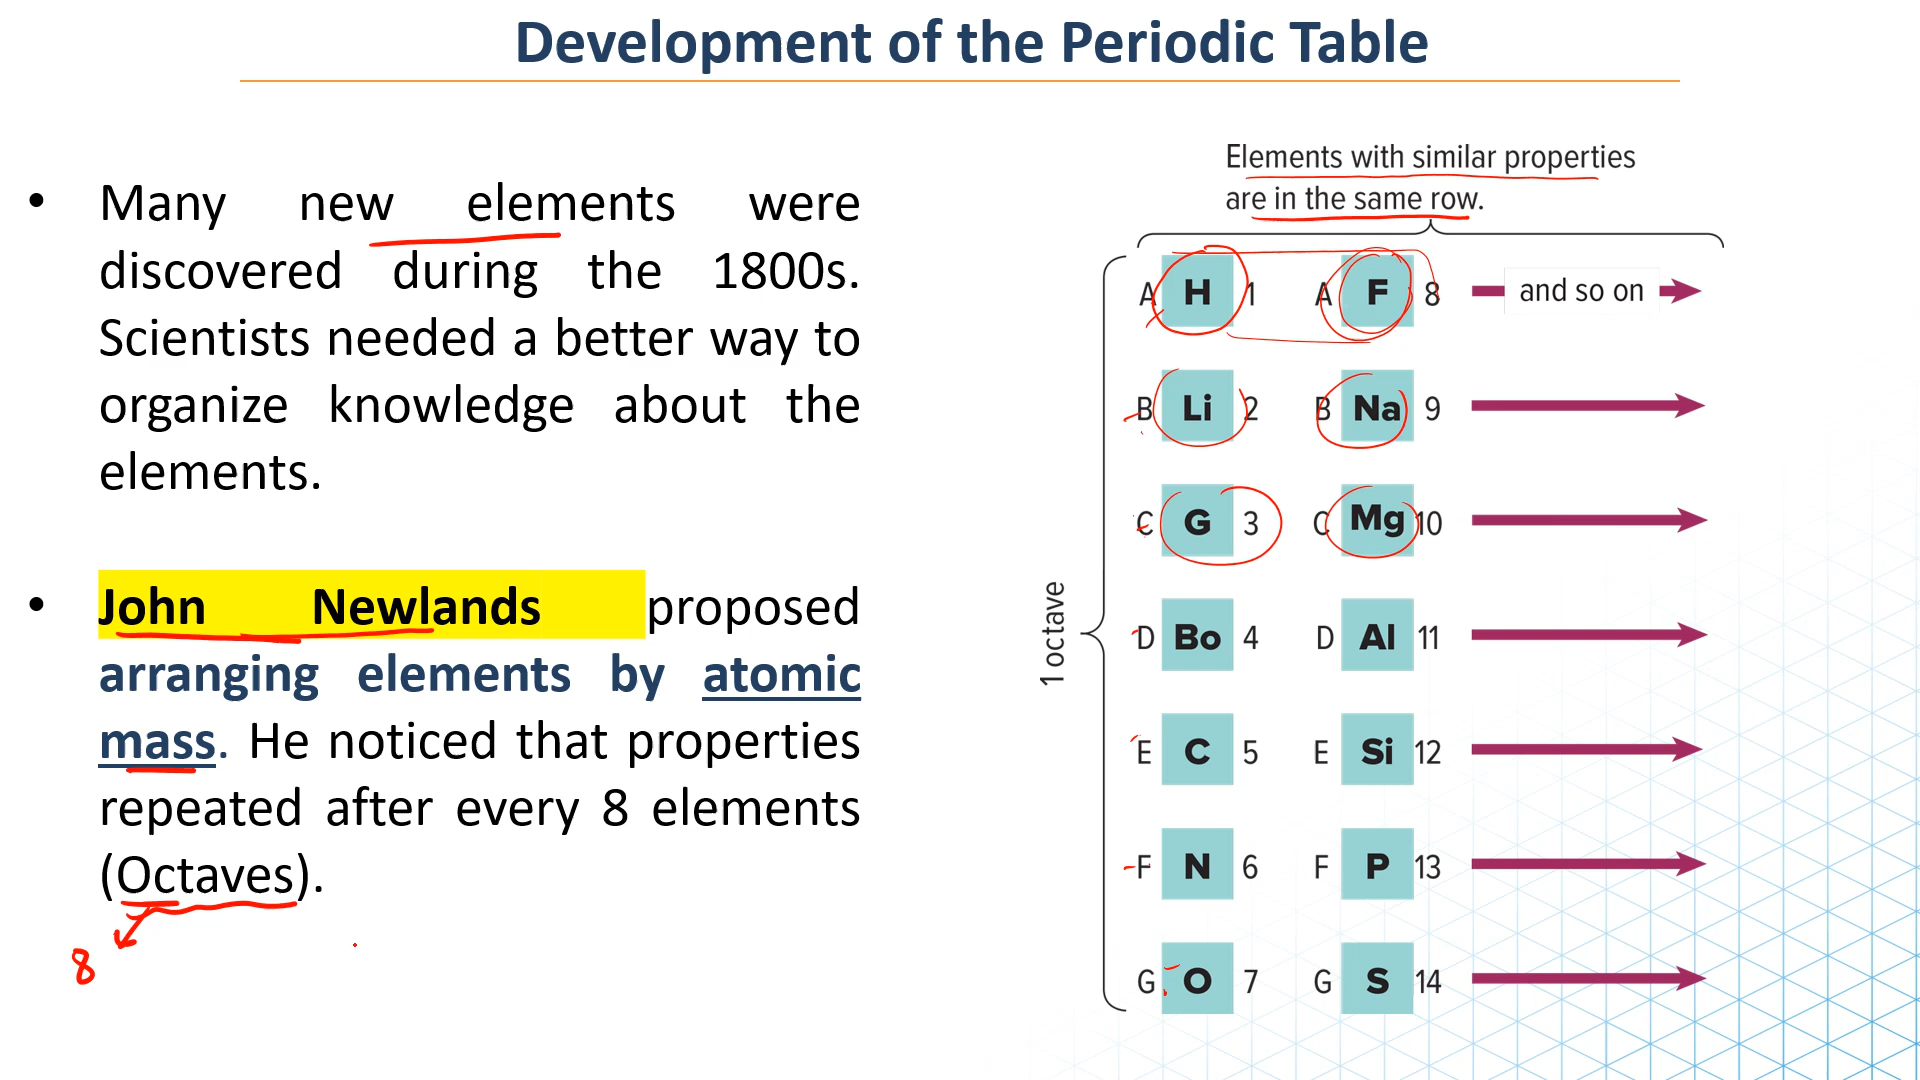 Development of the Periodic Table
• Many new elements were
discovered during the 1800s.
Scientists needed a better way to
organize knowledge about the
elements.
• John Newlands proposed
arranging elements by atomic
mass. He noticed that properties
repeated after every 8 elements
(Octaves).
8
Elements with similar properties
are in the same row.
1 octave
A H 1 A F 8 and so on
B Li 2 B Na 9
C G 3 C Mg 10
D Bo 4 D Al 11
E C 5 E Si 12
F N 6 F P 13
G O 7 G S 14